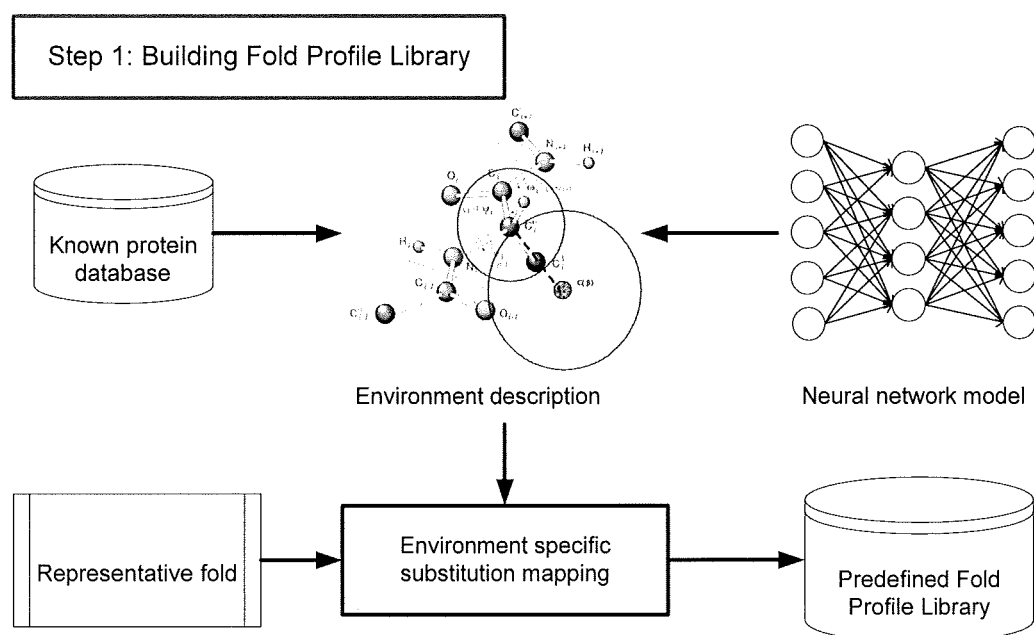 Step 1: Building Fold Profile Library
Known protein
database
Environment description
Neural network model
Representative fold
Environment specific
substitution mapping
Predefined Fold
Profile Library